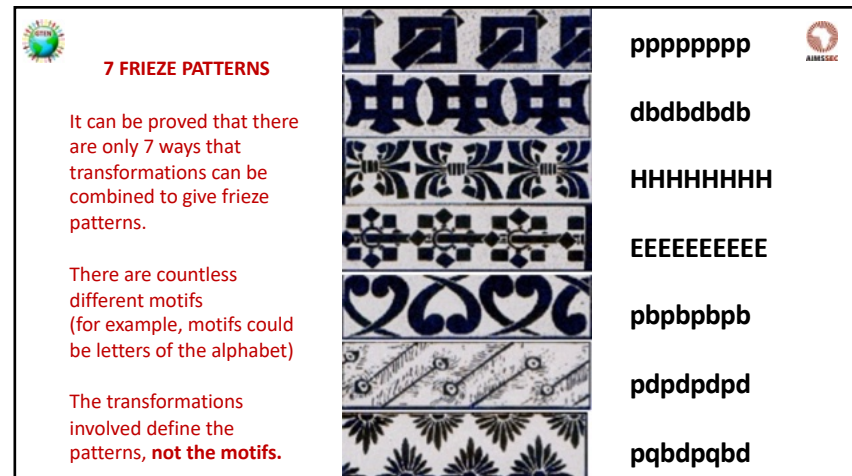 GTEN
7 FRIEZE PATTERNS
It can be proved that there
are only 7 ways that
transformations can be
combined to give frieze
patterns.
There are countless
different motifs
(for example, motifs could
be letters of the alphabet)
The transformations
involved define the
patterns, not the motifs.
pppppppp
dbdbdbdb
HHHHHHHH
EEEEEEEEEE
pbpbpbpb
pdpdpdpd
pqbdpqbd
AIMSSEC